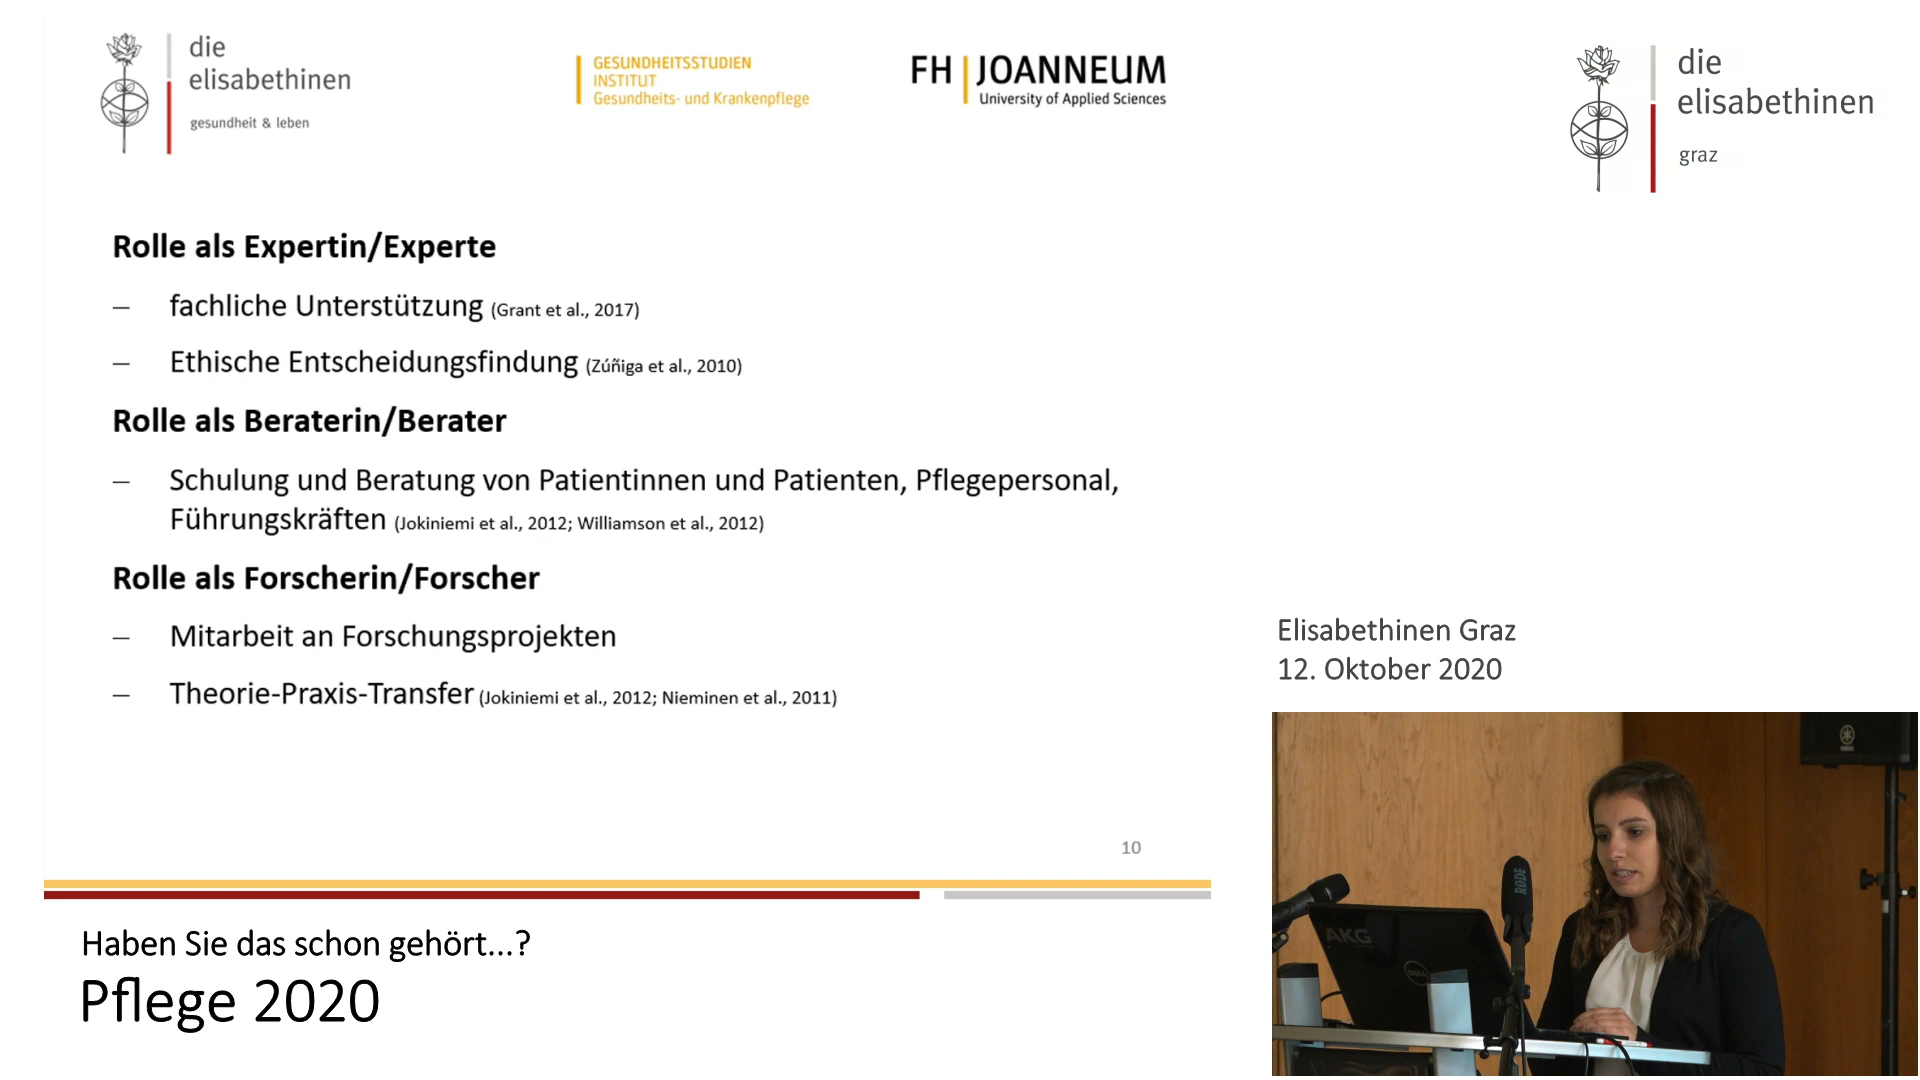 die
elisabethinen
gesundheit & leben
GESUNDHEITSSTUDIEN
INSTITUT
Gesundheits- und Krankenpflege
FH JOANNEUM
University of Applied Sciences
die
elisabethinen
graz
Rolle als Expertin/Experte
– fachliche Unterstützung (Grant et al., 2017)
– Ethische Entscheidungsfindung (Zúñiga et al., 2010)
Rolle als Beraterin/Berater
– Schulung und Beratung von Patientinnen und Patienten, Pflegepersonal,
Führungskräften (Jokiniemi et al., 2012; Williamson et al., 2012)
Rolle als Forscherin/Forscher
– Mitarbeit an Forschungsprojekten
– Theorie-Praxis-Transfer (Jokiniemi et al., 2012; Nieminen et al., 2011)
10
Elisabethinen Graz
12. Oktober 2020
AKG
DELL
RØDE
Haben Sie das schon gehört...?
Pflege 2020